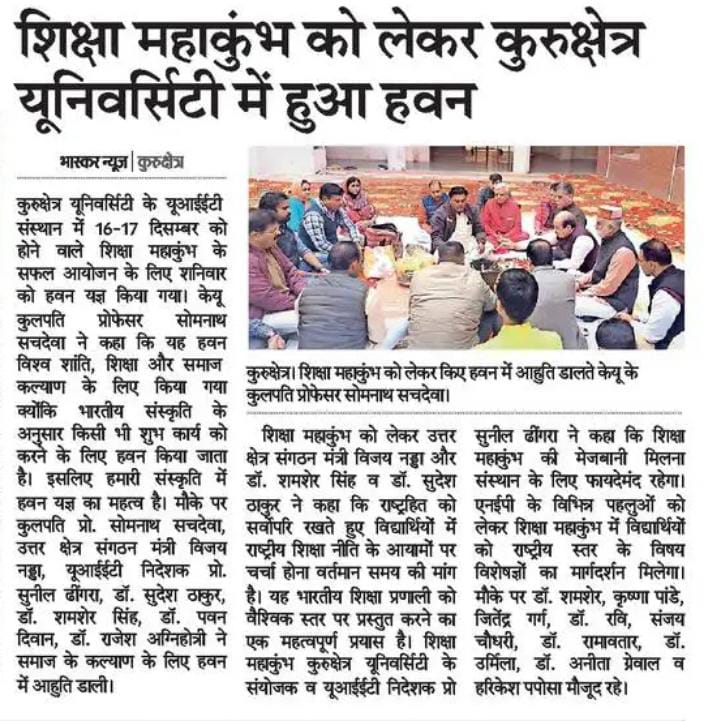 शिक्षा महाकुंभ को लेकर कुरुक्षेत्र
यूनिवर्सिटी में हुआ हवन
भास्कर न्यूज | कुरुक्षेत्र
कुरुक्षेत्र यूनिवर्सिटी के यूआईईटी
संस्थान में 16-17 दिसम्बर को
होने वाले शिक्षा महाकुंभ के
सफल आयोजन के लिए शनिवार
को हवन यज्ञ किया गया। केयू
कुलपति प्रोफेसर सोमनाथ
सचदेवा ने कहा कि यह हवन
विश्व शांति, शिक्षा और समाज
कल्याण के लिए किया गया
क्योंकि भारतीय संस्कृति के
अनुसार किसी भी शुभ कार्य को
करने के लिए हवन किया जाता
है। इसलिए हमारी संस्कृति में
हवन यज्ञ का महत्व है। मौके पर
कुलपति प्रो. सोमनाथ सचदेवा,
उत्तर क्षेत्र संगठन मंत्री विजय
नड्डा, यूआईईटी निदेशक प्रो.
सुनील ढींगरा, डॉ. सुदेश ठाकुर,
डॉ. शमशेर सिंह, डॉ. पवन
दिवान, डॉ. राजेश अग्निहोत्री ने
समाज के कल्याण के लिए हवन
में आहुति डाली।
कुरुक्षेत्र। शिक्षा महाकुंभ को लेकर किए हवन में आहुति डालते केयू के
कुलपति प्रोफेसर सोमनाथ सचदेवा।
शिक्षा महाकुंभ को लेकर उत्तर
क्षेत्र संगठन मंत्री विजय नड्डा और
डॉ. शमशेर सिंह व डॉ. सुदेश
ठाकुर ने कहा कि राष्ट्रहित को
सर्वोपरि रखते हुए विद्यार्थियों में
राष्ट्रीय शिक्षा नीति के आयामों पर
चर्चा होना वर्तमान समय की मांग
है। यह भारतीय शिक्षा प्रणाली को
वैश्विक स्तर पर प्रस्तुत करने का
एक महत्वपूर्ण प्रयास है। शिक्षा
महाकुंभ कुरुक्षेत्र यूनिवर्सिटी के
संयोजक व यूआईईटी निदेशक प्रो
सुनील ढींगरा ने कहा कि शिक्षा
महाकुंभ की मेजबानी मिलना
संस्थान के लिए फायदेमंद रहेगा।
एनईपी के विभिन्न पहलुओं को
लेकर शिक्षा महाकुंभ में विद्यार्थियों
को राष्ट्रीय स्तर के विषय
विशेषज्ञों का मार्गदर्शन मिलेगा।
मौके पर डॉ. शमशेर, कृष्णा पांडे,
जितेंद्र गर्ग, डॉ. रवि, संजय
चौधरी, डॉ. रामावतार, डॉ.
उर्मिला, डॉ. अनीता ग्रेवाल व
हरिकेश पपोसा मौजूद रहे।